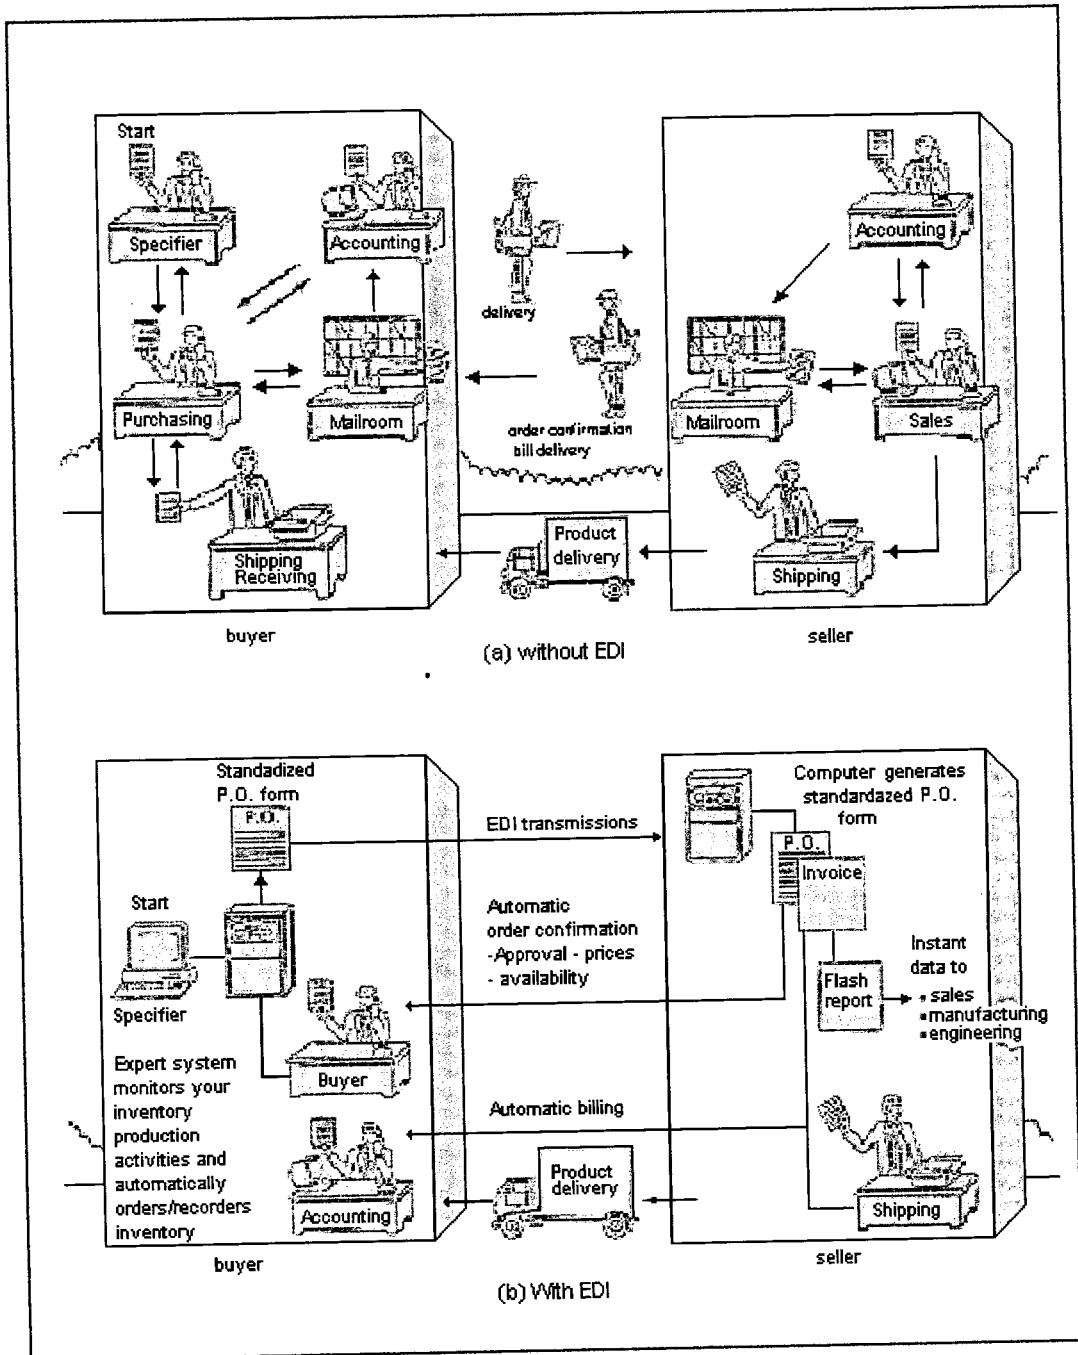 Start
Specifier
Accounting
Purchasing
Mailroom
Shipping
Receiving
buyer
delivery
order confirmation
bill delivery
Product
delivery
Accounting
Mailroom
Sales
Shipping
seller
(a) without EDI
Standadized
P.O. form
P.O.
Start
Specifier
Buyer
Expert system
monitors your
inventory
production
activities and
automatically
orders/recorders
inventory
Accounting
buyer
EDI transmissions
Automatic
order confirmation
-Approval - prices
- availability
Automatic billing
Product
delivery
Computer generates
standardazed P.O.
form
P.O.
Invoice
Flash
report
Instant
data to
• sales
• manufacturing
• engineering
Shipping
seller
(b) With EDI